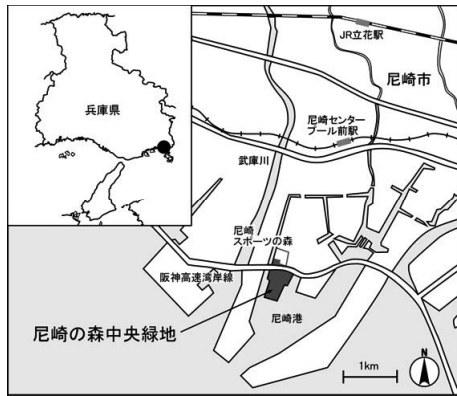 兵庫県
JR立花駅
尼崎市
尼崎センター
プール前駅
武庫川
尼崎
スポーツの森
阪神高速湾岸線
尼崎の森中央緑地
尼崎港
1km
N